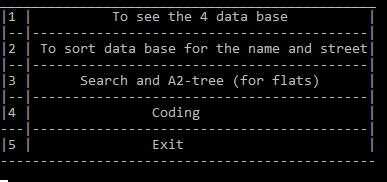 |1 | To see the 4 data base |
|--|------------------------------------------|
|2 | To sort data base for the name and street|
|--|------------------------------------------|
|3 | Search and A2-tree (for flats) |
|--|------------------------------------------|
|4 | Coding |
|--|------------------------------------------|
|5 | Exit |